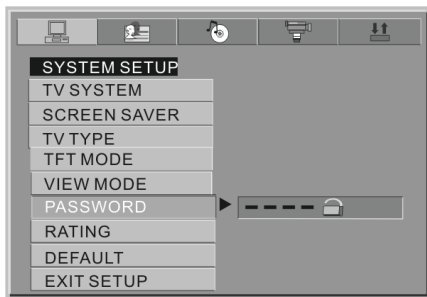 SYSTEM SETUP
TV SYSTEM
SCREEN SAVER
TV TYPE
TFT MODE
VIEW MODE
PASSWORD
RATING
DEFAULT
EXIT SETUP